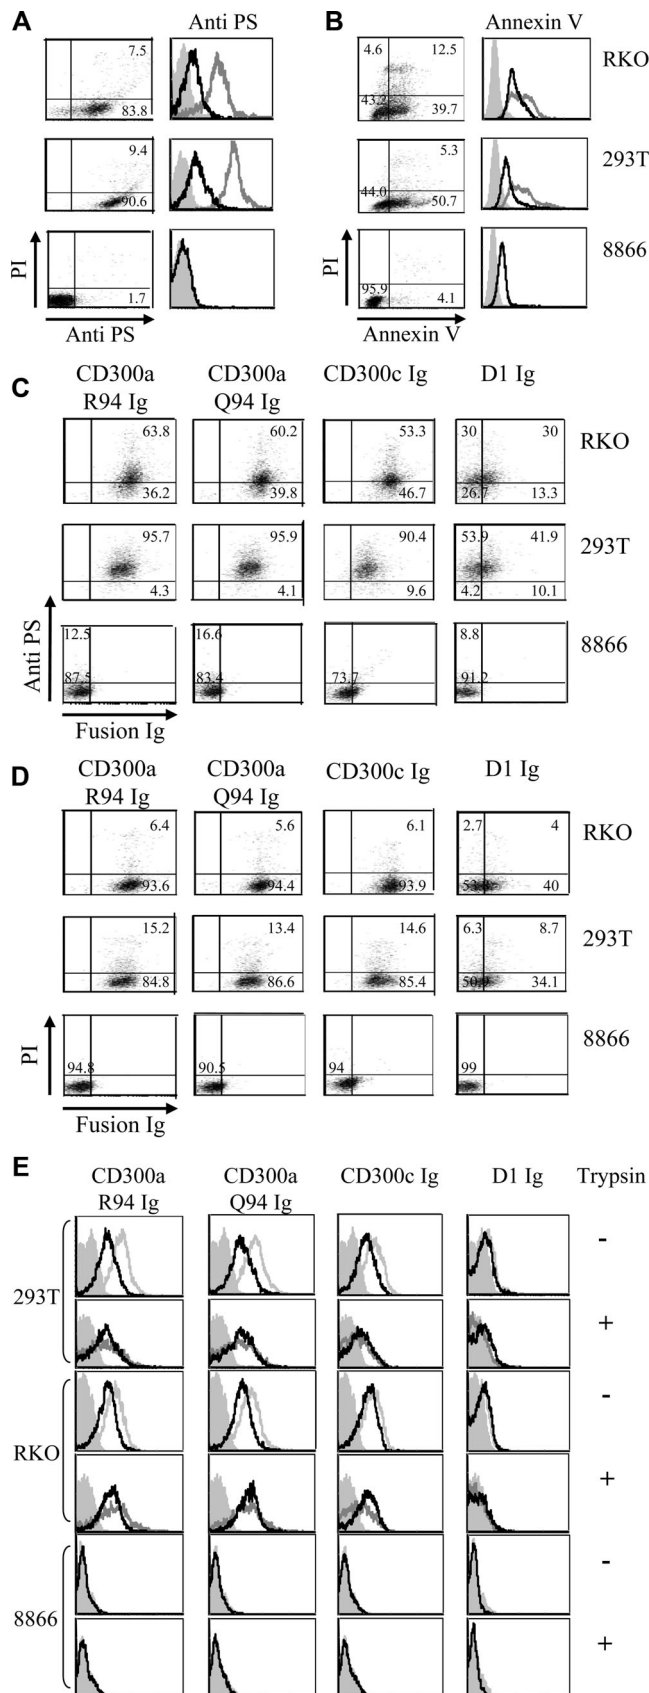 A
Anti PS
7.5
83.8
9.4
90.6
PI
1.7
Anti PS
B
Annexin V
4.6 12.5
43.2
39.7
RKO
5.3
44.0
50.7
293T
PI
95.9
4.1
8866
Annexin V
C
CD300a R94 Ig
CD300a Q94 Ig
CD300c Ig
D1 Ig
63.8 60.2 53.3 30 30
36.2 39.8 46.7 26.7 13.3
RKO
95.7 95.9 90.4 53.9 41.9
4.3 4.1 9.6 4.2 10.1
293T
Anti PS
12.5 16.6 8.8
87.5 83.4 73.7 91.2
8866
Fusion Ig
D
CD300a R94 Ig
CD300a Q94 Ig
CD300c Ig
D1 Ig
6.4 5.6 6.1 2.7 4
93.6 94.4 93.9 40
RKO
15.2 13.4 14.6 6.3 8.7
84.8 86.6 85.4 50.9 34.1
293T
PI
94.8 90.5 94 99
8866
Fusion Ig
E
CD300a R94 Ig
CD300a Q94 Ig
CD300c Ig
D1 Ig
Trypsin
293T
-
+
RKO
-
+
8866
-
+